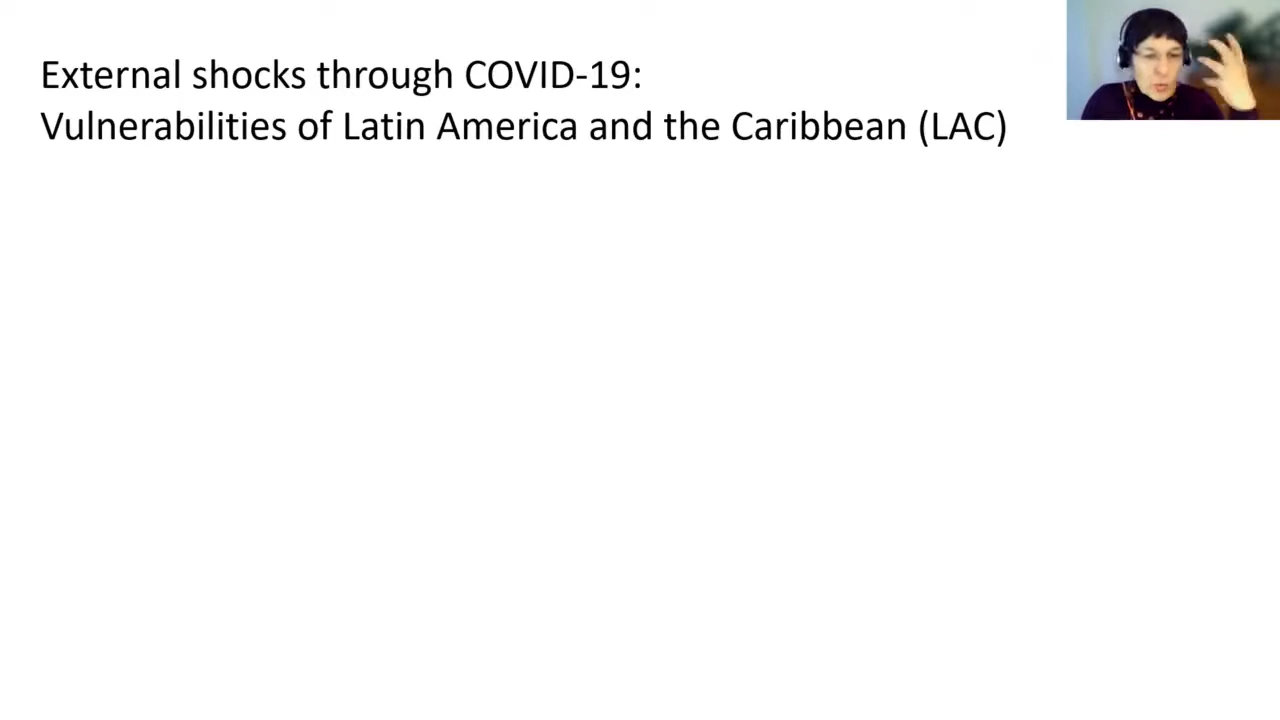 External shocks through COVID-19:
Vulnerabilities of Latin America and the Caribbean (LAC)